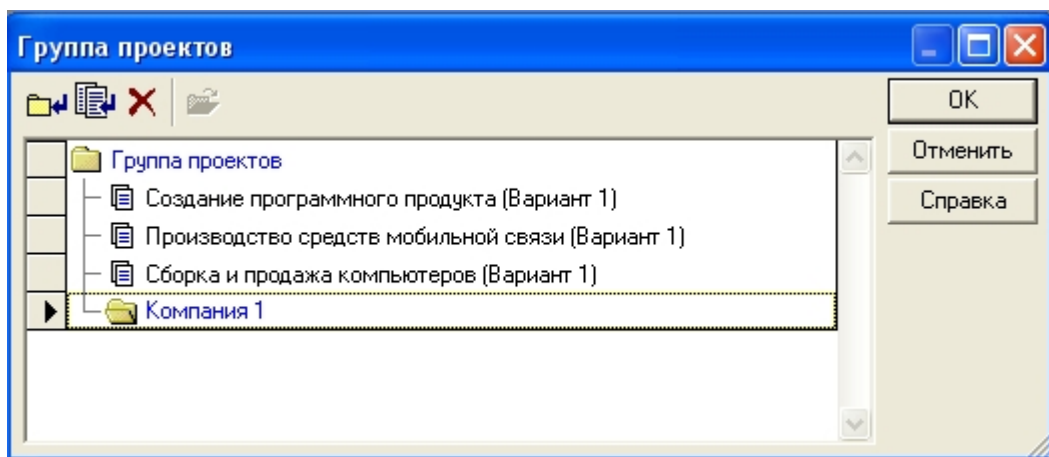 Группа проектов
OK
Отменить
Справка
Группа проектов
Создание программного продукта (Вариант 1)
Производство средств мобильной связи (Вариант 1)
Сборка и продажа компьютеров (Вариант 1)
Компания 1